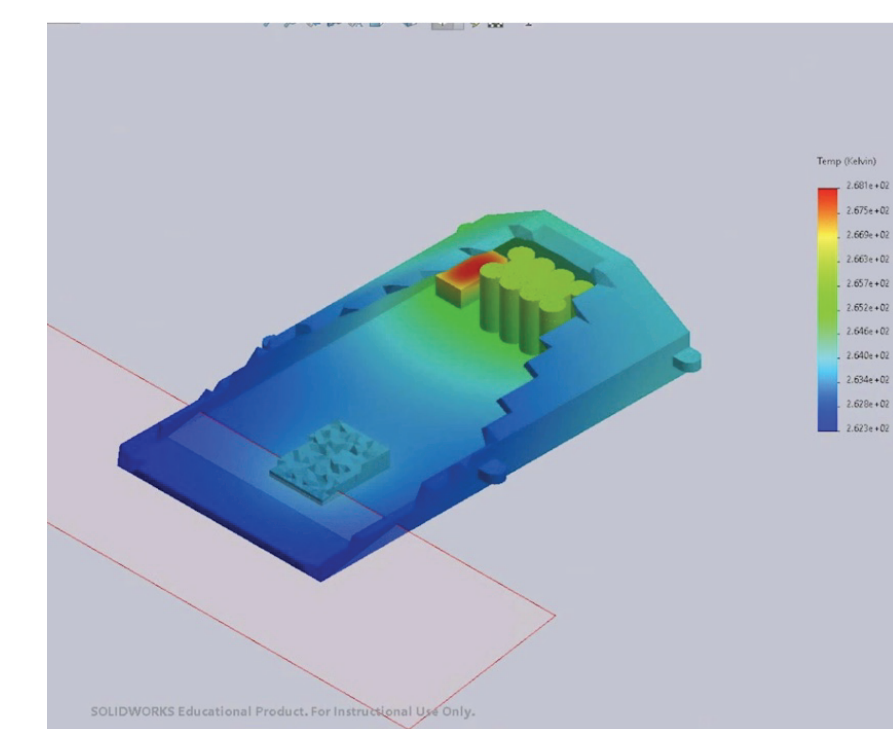 Temp (Kelvin)
2.681e+02
2.675e+02
2.669e+02
2.663e+02
2.657e+02
2.652e+02
2.646e+02
2.640e+02
2.634e+02
2.628e+02
2.623e+02
SOLIDWORKS Educational Product. For Instructional Use Only.